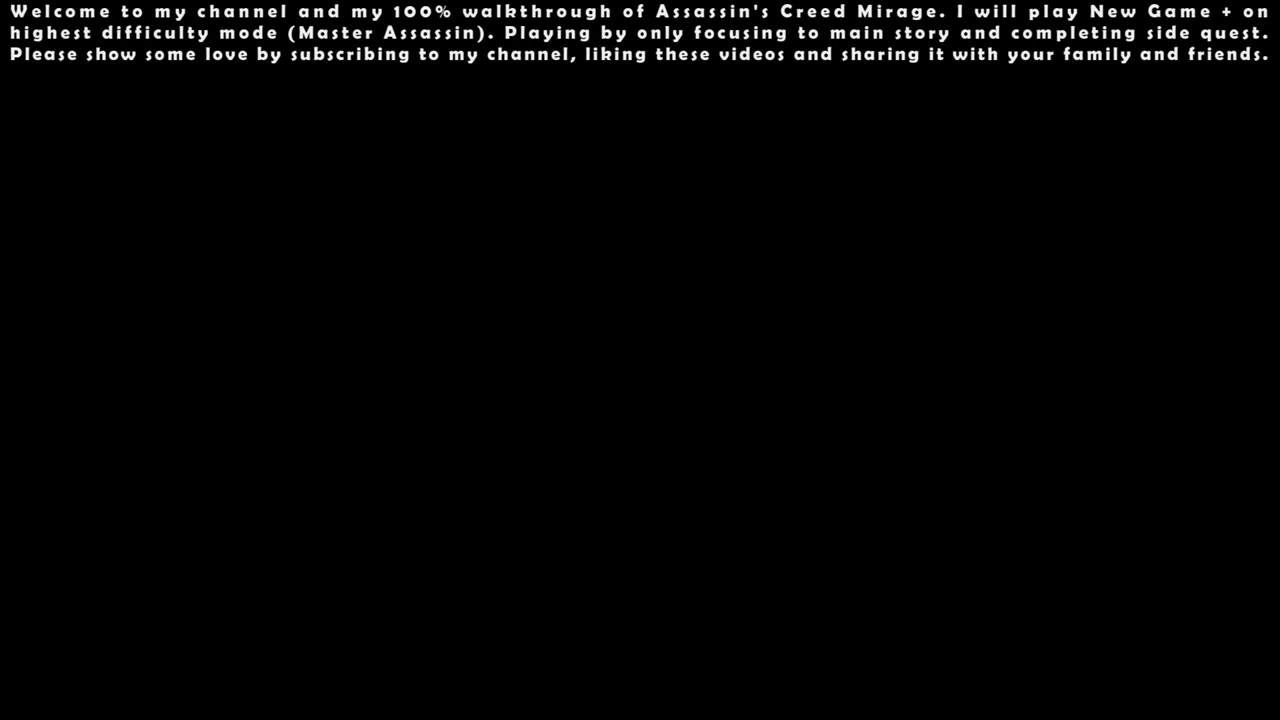 Welcome to my channel and my 100% walkthrough of Assassin's Creed Mirage. I will play New Game + on
highest difficulty mode (Master Assassin). Playing by only focusing to main story and completing side quest.
Please show some love by subscribing to my channel, liking these videos and sharing it with your family and friends.